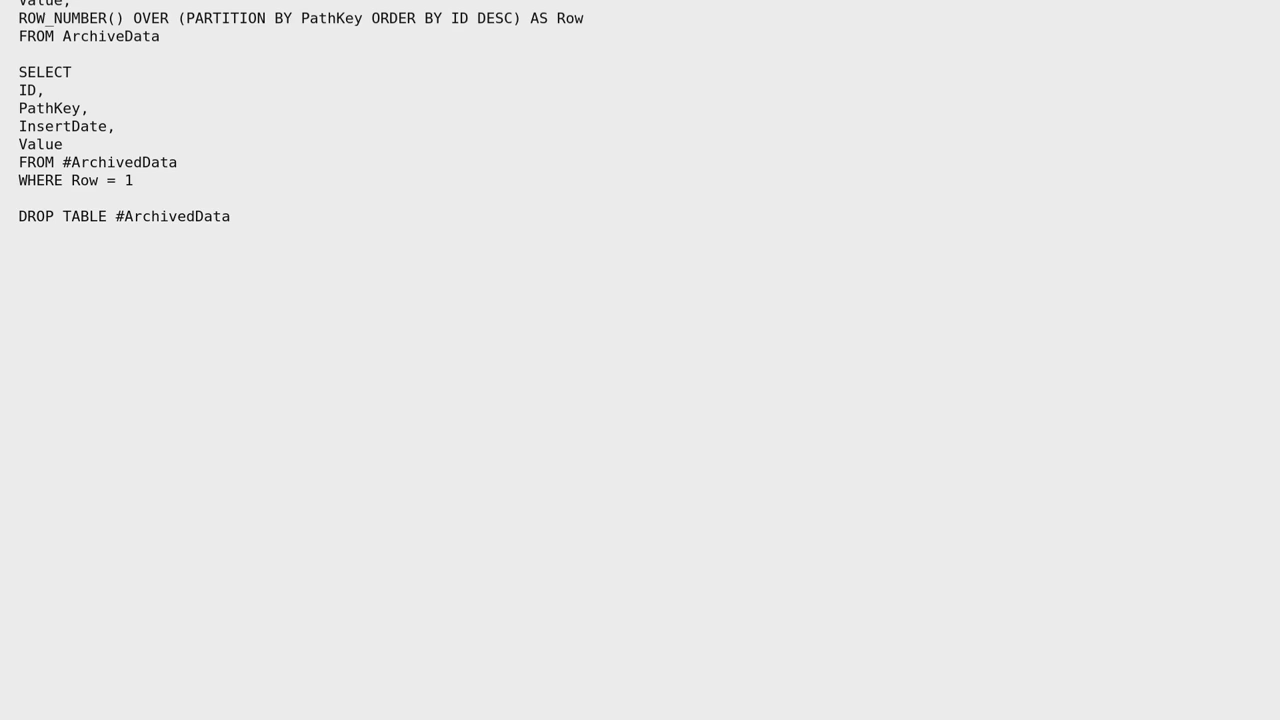 Value,
ROW_NUMBER() OVER (PARTITION BY PathKey ORDER BY ID DESC) AS Row
FROM ArchiveData

SELECT
ID,
PathKey,
InsertDate,
Value
FROM #ArchivedData
WHERE Row = 1

DROP TABLE #ArchivedData